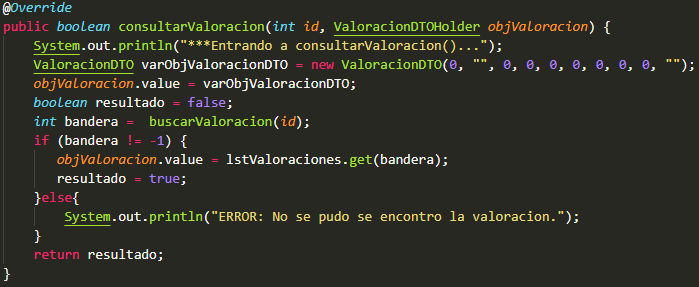 @Override
public boolean consultarValoracion(int id, ValoracionDTOHolder objValoracion) {
System.out.println("***Entrando a consultarValoracion()...");
ValoracionDTO varObjValoracionDTO = new ValoracionDTO(0, "", 0, 0, 0, 0, 0, 0, 0, "");
objValoracion.value = varObjValoracionDTO;
boolean resultado = false;
int bandera =  buscarValoracion(id);
if (bandera != -1) {
objValoracion.value = lstValoraciones.get(bandera);
resultado = true;
}else{
System.out.println("ERROR: No se pudo se encontro la valoracion.");
}
return resultado;
}